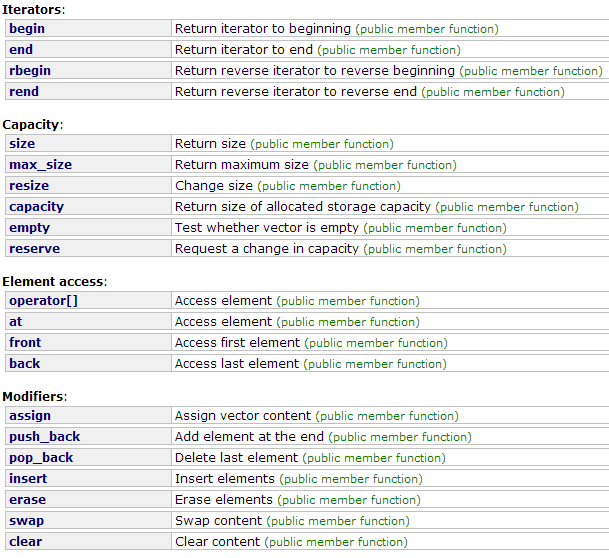 Iterators:
begin Return iterator to beginning (public member function)
end Return iterator to end (public member function)
rbegin Return reverse iterator to reverse beginning (public member function)
rend Return reverse iterator to reverse end (public member function)
Capacity:
size Return size (public member function)
max_size Return maximum size (public member function)
resize Change size (public member function)
capacity Return size of allocated storage capacity (public member function)
empty Test whether vector is empty (public member function)
reserve Request a change in capacity (public member function)
Element access:
operator[] Access element (public member function)
at Access element (public member function)
front Access first element (public member function)
back Access last element (public member function)
Modifiers:
assign Assign vector content (public member function)
push_back Add element at the end (public member function)
pop_back Delete last element (public member function)
insert Insert elements (public member function)
erase Erase elements (public member function)
swap Swap content (public member function)
clear Clear content (public member function)